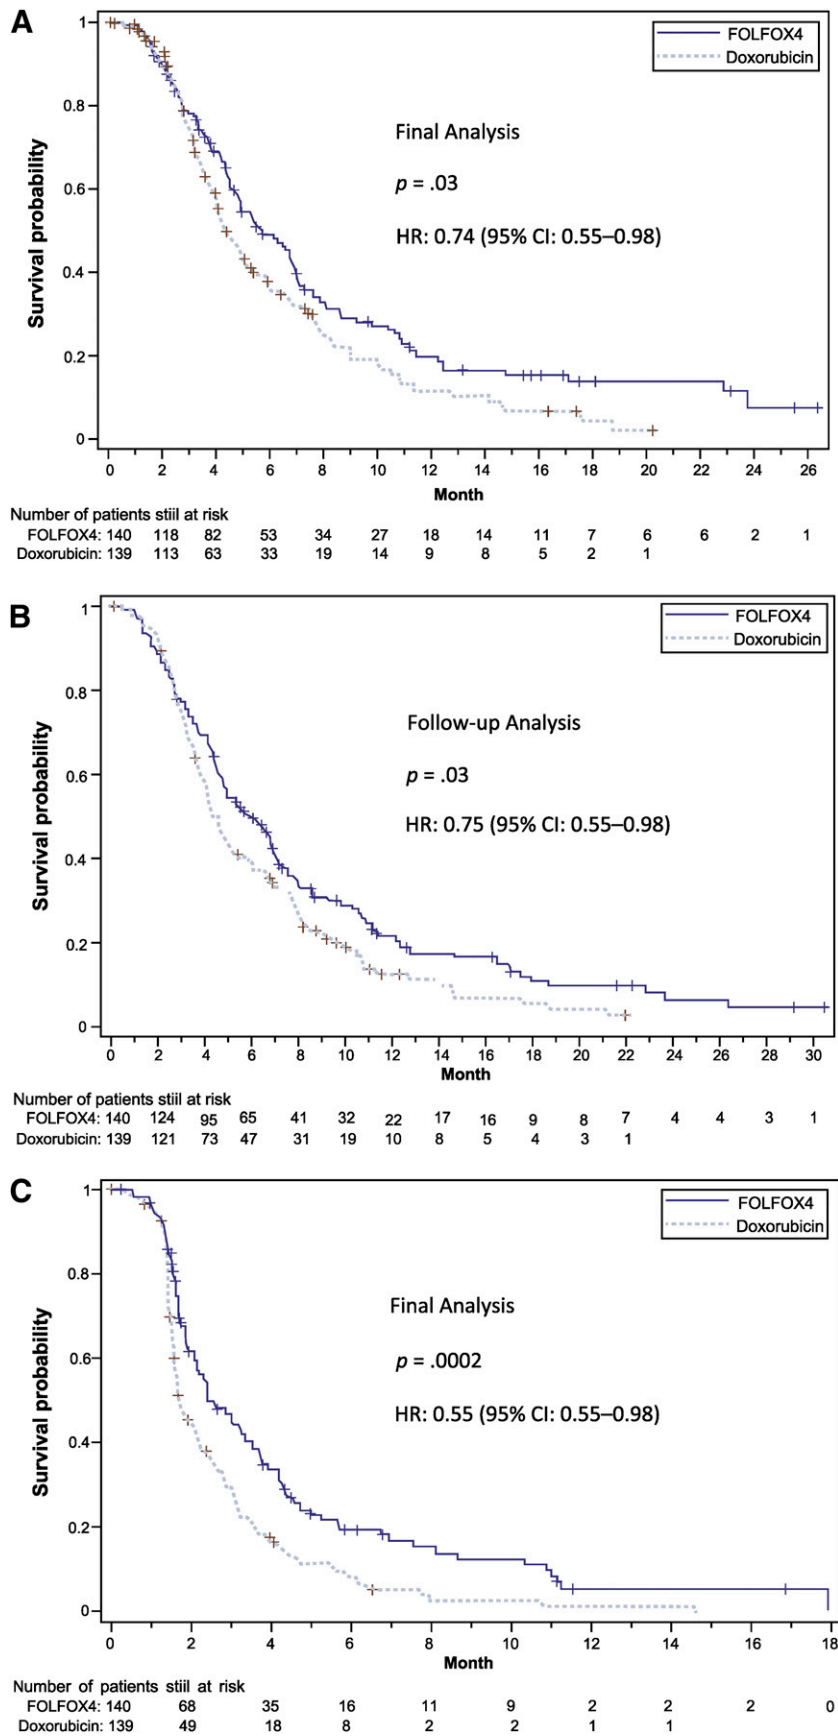 A
FOLFOX4
Doxorubicin
Final Analysis
p = .03
HR: 0.74 (95% CI: 0.55–0.98)
Survival probability
1
0.8
0.6
0.4
0.2
0
0 2 4 6 8 10 12 14 16 18 20 22 24 26
Month
Number of patients stiil at risk
FOLFOX4: 140 118 82 53 34 27 18 14 11 7 6 6 2 1
Doxorubicin: 139 113 63 33 19 14 9 8 5 2 1
B
FOLFOX4
Doxorubicin
Follow-up Analysis
p = .03
HR: 0.75 (95% CI: 0.55–0.98)
Survival probability
1
0.8
0.6
0.4
0.2
0
0 2 4 6 8 10 12 14 16 18 20 22 24 26 28 30
Month
Number of patients stiil at risk
FOLFOX4: 140 124 95 65 41 32 22 17 16 9 8 7 4 4 3 1
Doxorubicin: 139 121 73 47 31 19 10 8 5 4 3 1
C
FOLFOX4
Doxorubicin
Final Analysis
p = .0002
HR: 0.55 (95% CI: 0.55–0.98)
Survival probability
1
0.8
0.6
0.4
0.2
0
0 2 4 6 8 10 12 14 16 18
Month
Number of patients stiil at risk
FOLFOX4: 140 68 35 16 11 9 2 2 2 0
Doxorubicin: 139 49 18 8 2 2 1 1